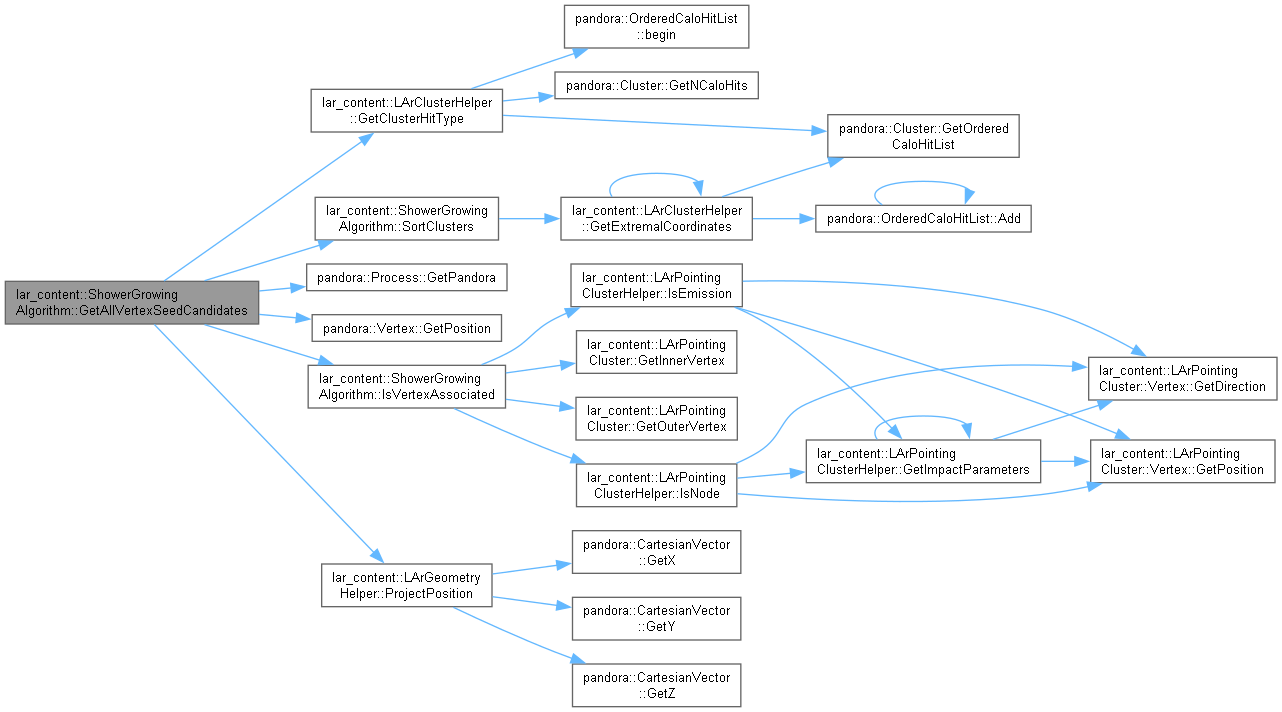 pandora::OrderedCaloHitList
::begin
pandora::Cluster::GetNCaloHits
lar_content::LArClusterHelper
::GetClusterHitType
pandora::Cluster::GetOrdered
CaloHitList
lar_content::ShowerGrowing
Algorithm::SortClusters
lar_content::LArClusterHelper
::GetExtremalCoordinates
pandora::OrderedCaloHitList::Add
pandora::Process::GetPandora
lar_content::ShowerGrowing
Algorithm::GetAllVertexSeedCandidates
pandora::Vertex::GetPosition
lar_content::LArPointing
ClusterHelper::IsEmission
lar_content::LArPointing
Cluster::GetInnerVertex
lar_content::ShowerGrowing
Algorithm::IsVertexAssociated
lar_content::LArPointing
Cluster::Vertex::GetDirection
lar_content::LArPointing
Cluster::GetOuterVertex
lar_content::LArPointing
ClusterHelper::GetImpactParameters
lar_content::LArPointing
Cluster::Vertex::GetPosition
lar_content::LArPointing
ClusterHelper::IsNode
lar_content::LArGeometry
Helper::ProjectPosition
pandora::CartesianVector
::GetX
pandora::CartesianVector
::GetY
pandora::CartesianVector
::GetZ